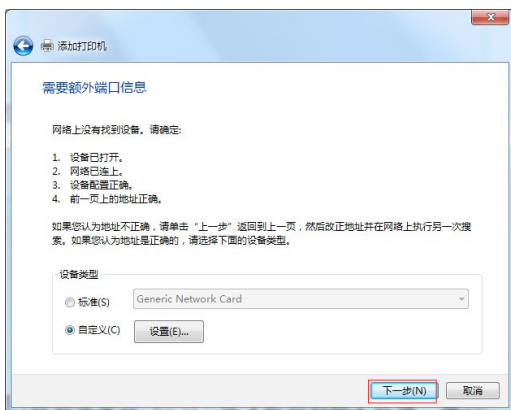 添加打印机
需要额外端口信息
网络上没有找到设备。请确定:
1. 设备已打开。
2. 网络已连上。
3. 设备配置正确。
4. 前一页上的地址正确。
如果您认为地址不正确，请单击“上一步”返回到上一页，然后改正地址并在网络上执行另一次搜
索。如果您认为地址是正确的，请选择下面的设备类型。
设备类型
标准(S) Generic Network Card
自定义(C) 设置(E)...
下一步(N) 取消